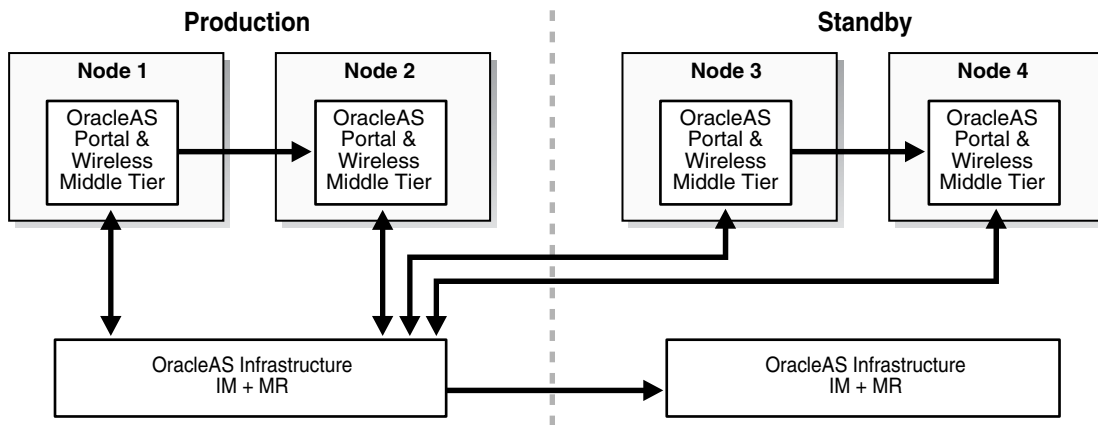 Production
Standby
Node 1
Node 2
Node 3
Node 4
OracleAS
Portal &
Wireless
Middle Tier
OracleAS
Portal &
Wireless
Middle Tier
OracleAS
Portal &
Wireless
Middle Tier
OracleAS
Portal &
Wireless
Middle Tier
OracleAS Infrastructure
IM + MR
OracleAS Infrastructure
IM + MR